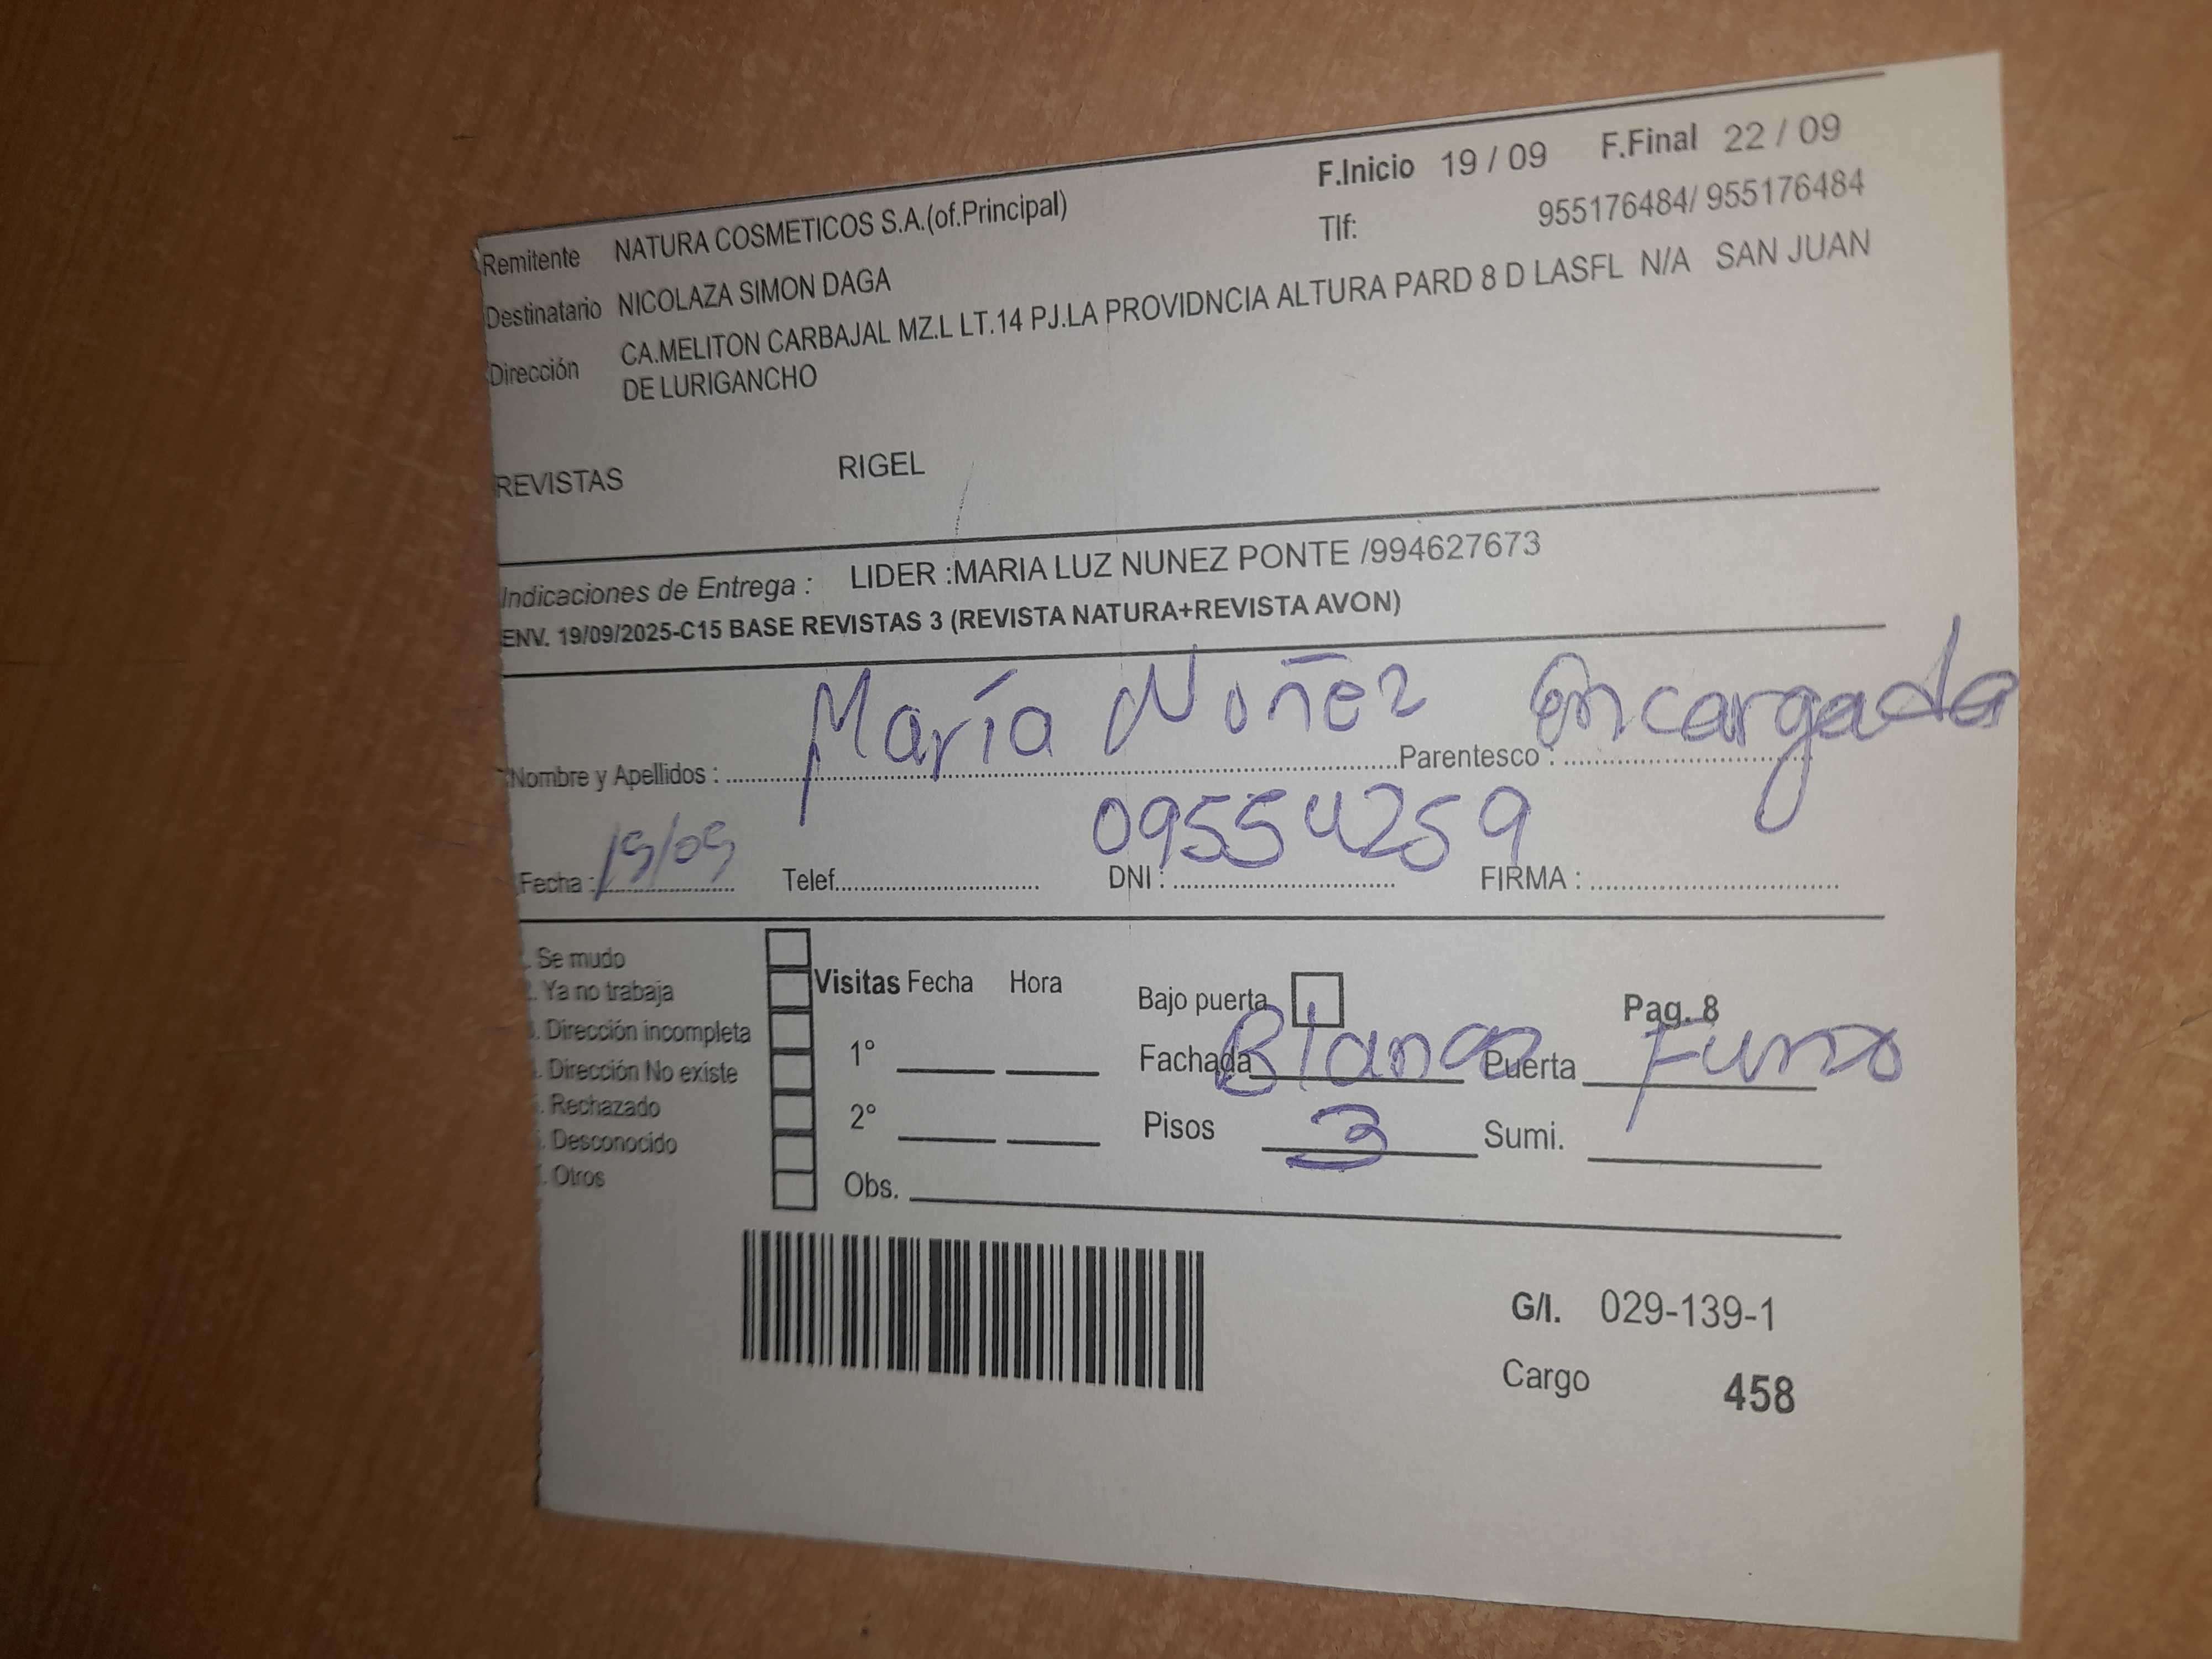 F.Inicio 19 / 09 F.Final 22 / 09
Remitente NATURA COSMETICOS S.A.(of.Principal) Tlf: 955176484/ 955176484
Destinatario NICOLAZA SIMON DAGA
Dirección CA.MELITON CARBAJAL MZ.L LT.14 PJ.LA PROVIDNCIA ALTURA PARD 8 D LASFL N/A SAN JUAN
DE LURIGANCHO
REVISTAS RIGEL
Indicaciones de Entrega : LIDER :MARIA LUZ NUNEZ PONTE /994627673
ENV. 19/09/2025-C15 BASE REVISTAS 3 (REVISTA NATURA+REVISTA AVON)
Nombre y Apellidos : María Nuñez Parentesco : Encargada
Fecha : 19/09 Telef. DNI : 09554259 FIRMA :
. Se mudo
. Ya no trabaja
. Dirección incompleta
. Dirección No existe
. Rechazado
. Desconocido
. Otros
Visitas Fecha Hora
1°
2°
Obs.
Bajo puerta Pag. 8
Fachada Blanco Puerta
Pisos 3 Sumi.
G/I. 029-139-1
Cargo 458